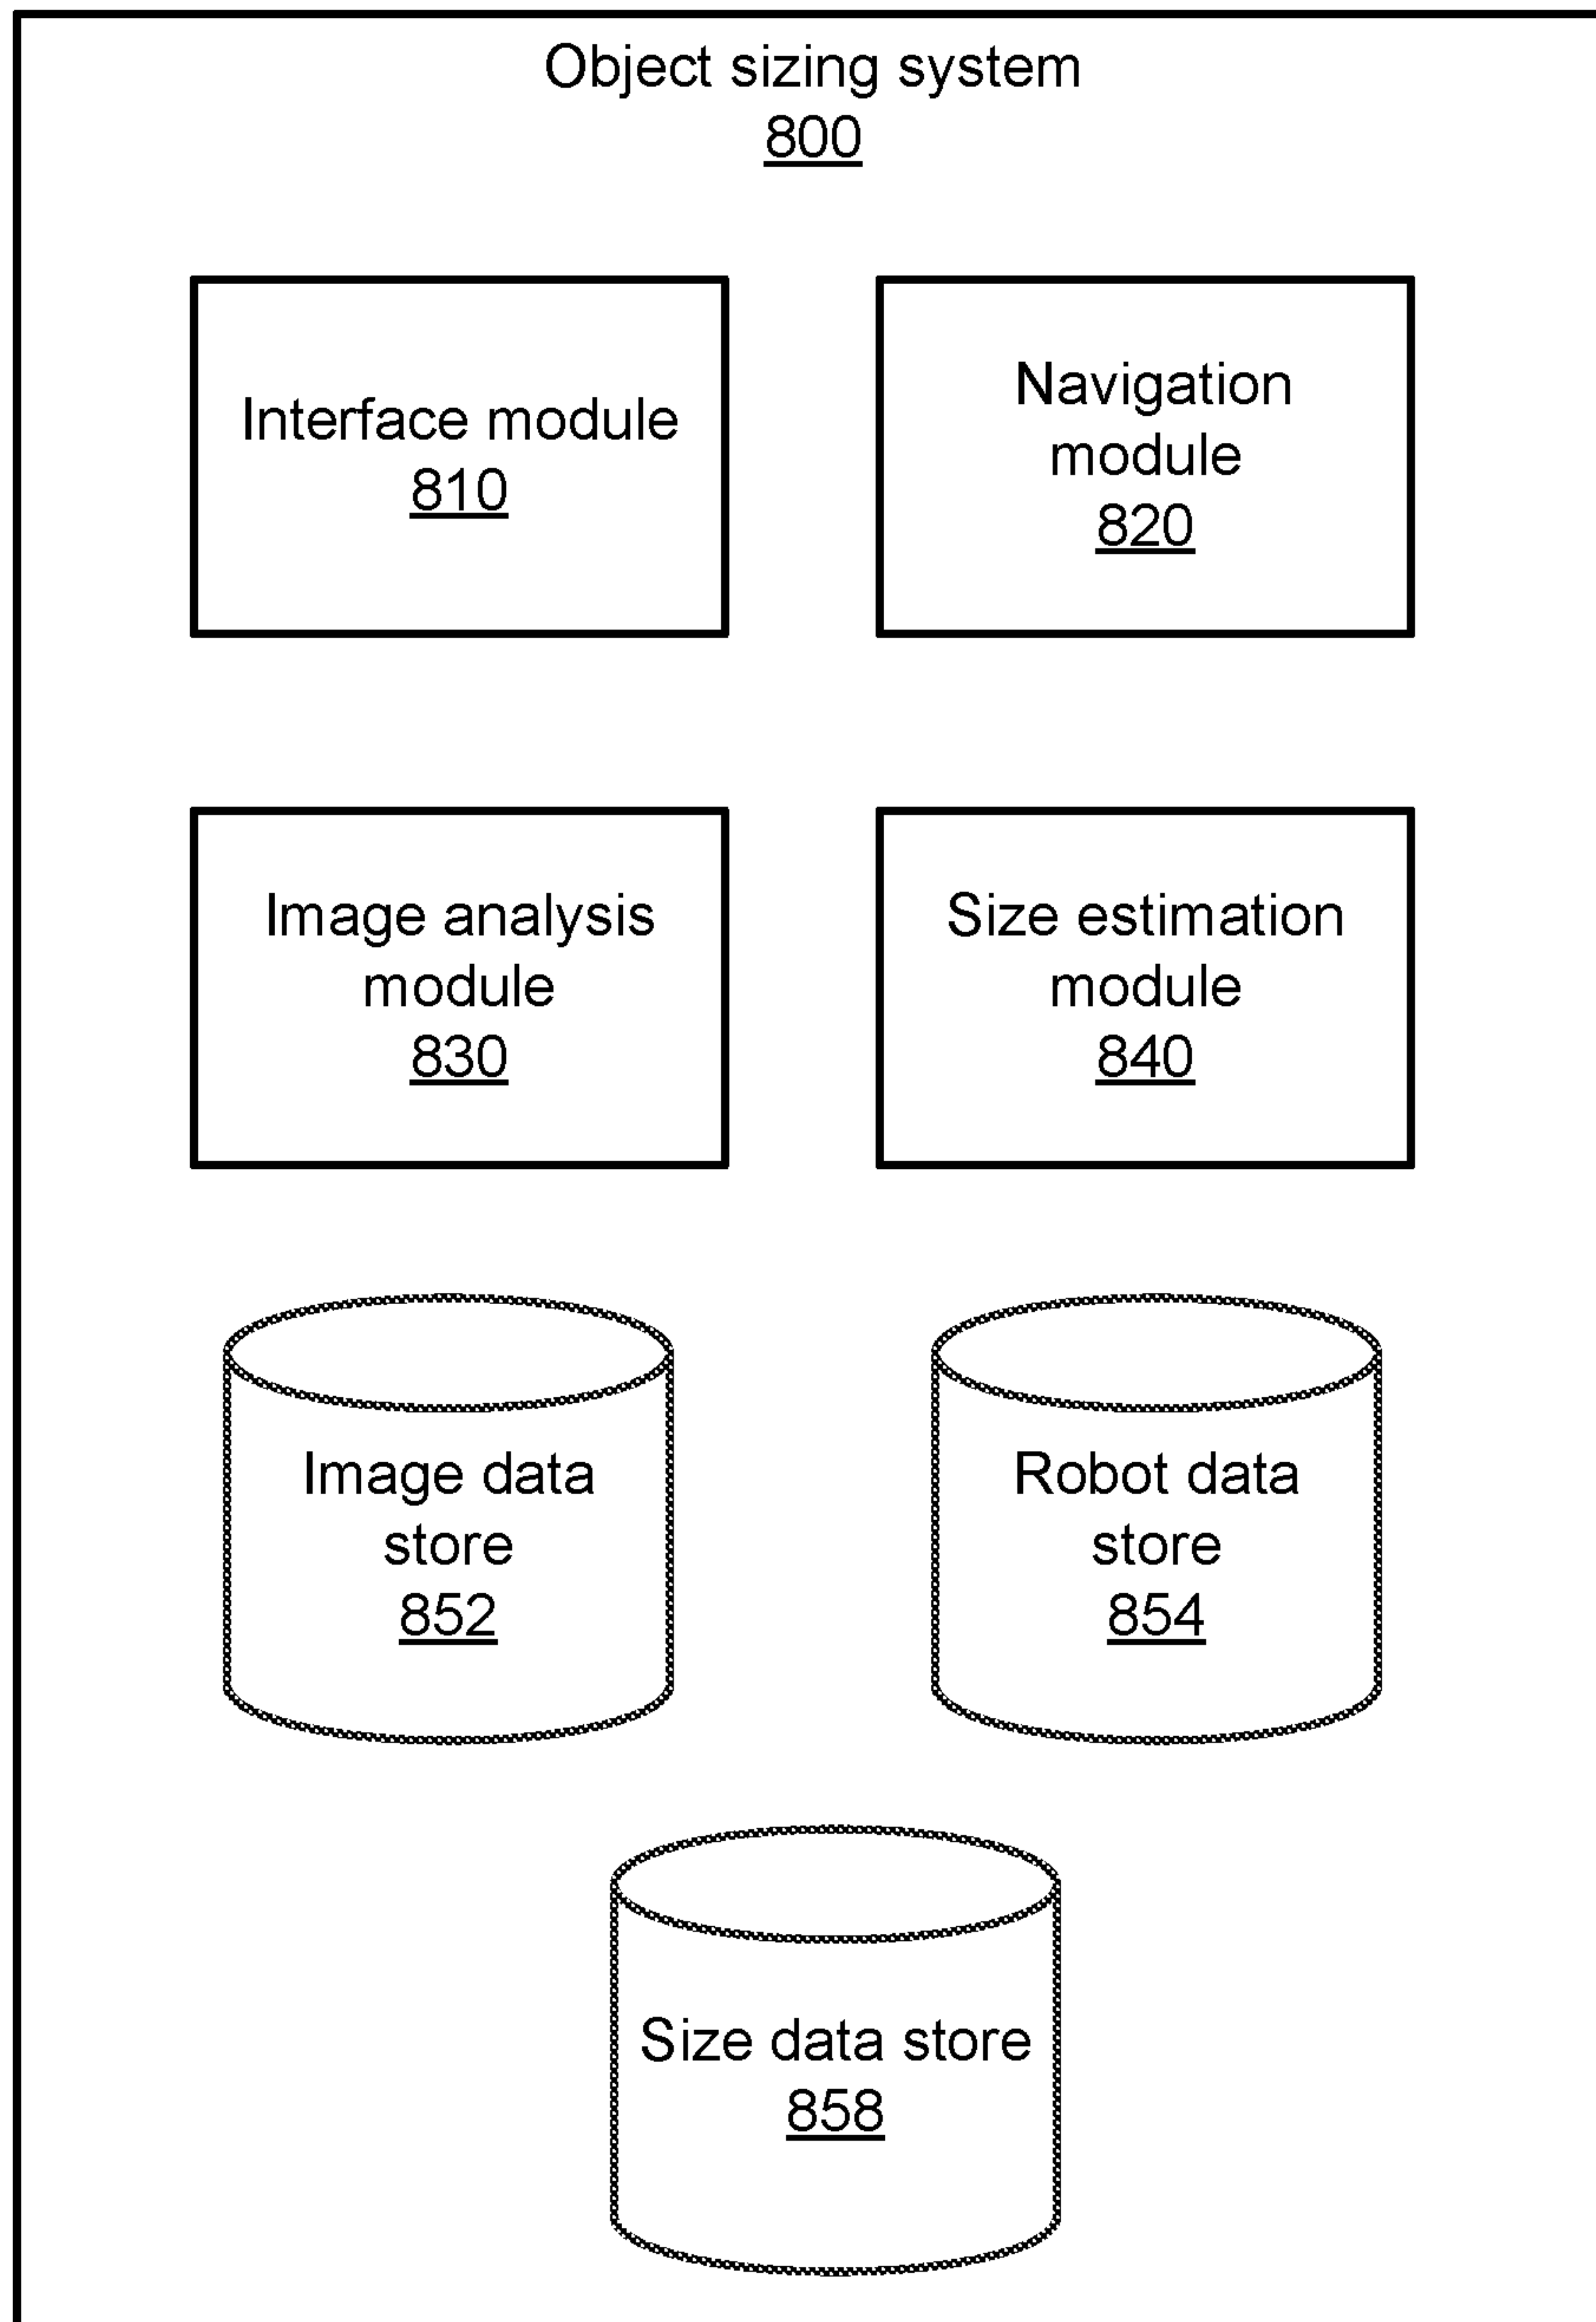 Object sizing system
800
Interface module
810
Navigation
module
820
Image analysis
module
830
Size estimation
module
840
Image data
store
852
Robot data
store
854
Size data store
858